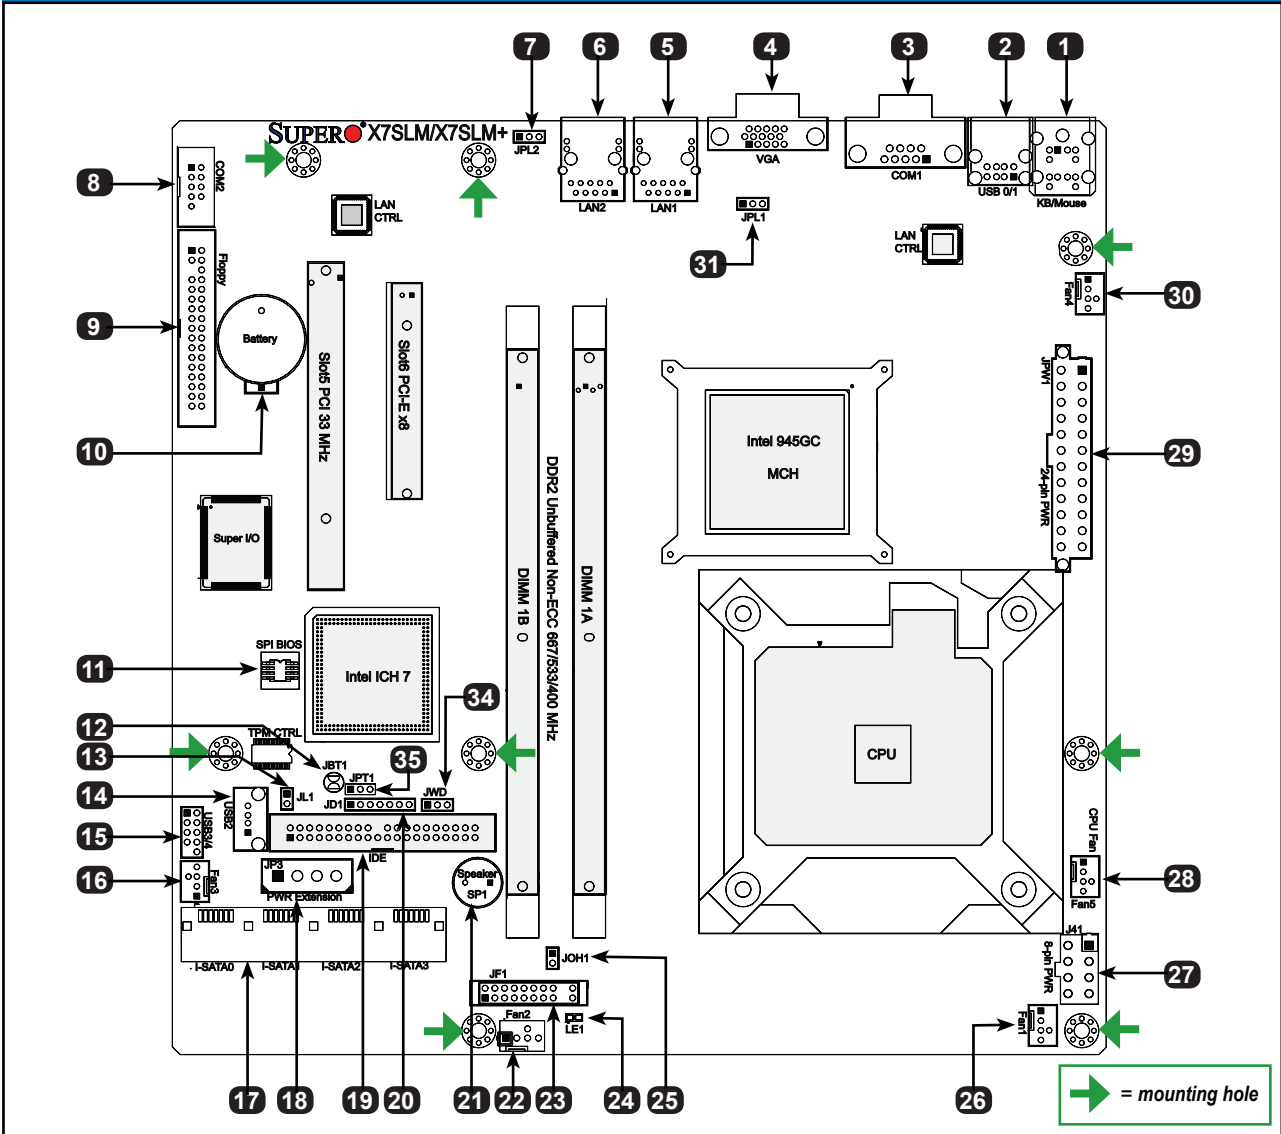 7
6
5
4
3
2
1
SUPER X7SLM/X7SLM+
JPL2
LAN2
LAN1
VGA
COM1
USB 0/1
KB/Mouse
8
COM2
LAN
CTRL
JPL1
31
LAN
CTRL
Fan4
30
9
Floppy
Battery
10
Slot5 PCI 33 MHz
Slot6 PCI-E x8
JPW1
24-pin PWR
29
Intel 945GC
MCH
Super I/O
DIMM 1B
DDR2 Unbuffered Non-ECC 667/533/400 MHz
DIMM 1A
SPI BIOS
11
Intel ICH 7
34
12
TPM CTRL
13
JBT1
35
JPT1
JWD
CPU
14
JL1
JD1
USB2
15
USB3/4
IDE
CPU Fan
16
Fan3
JP3
PWR Extension
Speaker
SP1
28
Fan5
I-SATA0
I-SATA1
I-SATA2
I-SATA3
JOH1
J41
8-pin PWR
27
JF1
Fan2
LE1
Fan1
17
18
19
20
21
22
23
24
25
26
= mounting hole